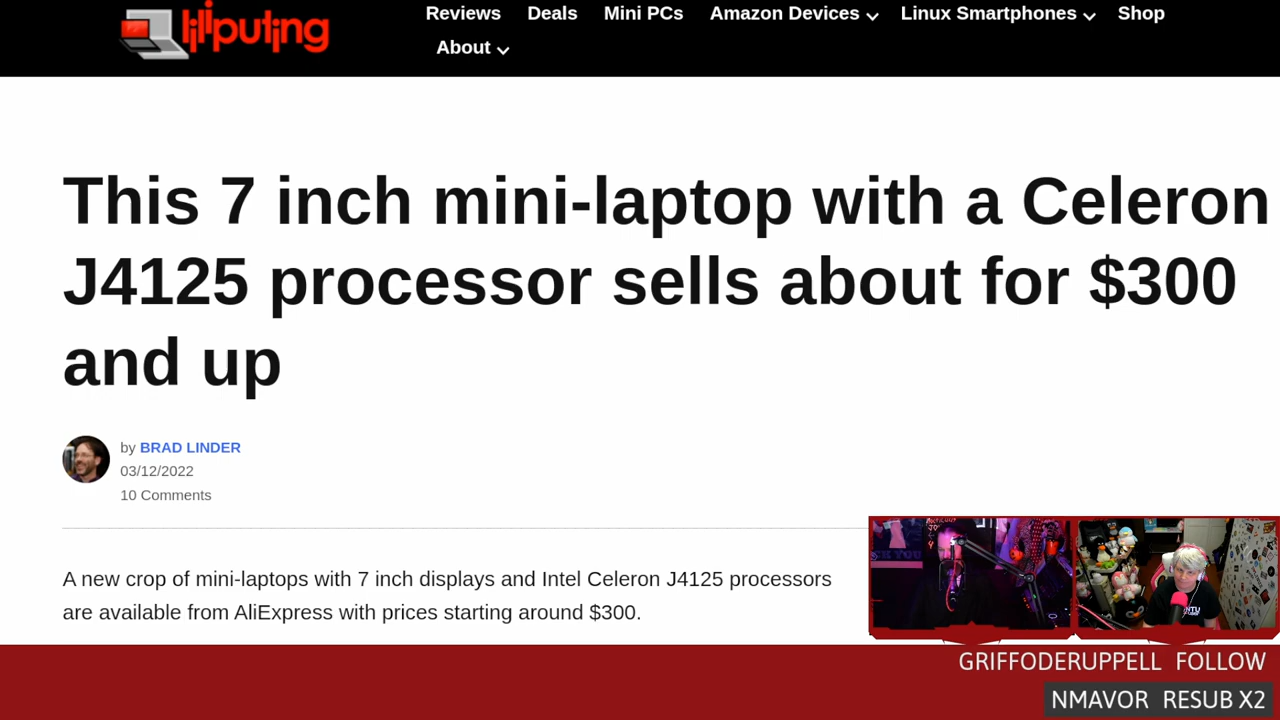 liliputing
Reviews Deals Mini PCs Amazon Devices Linux Smartphones Shop
About
This 7 inch mini-laptop with a Celeron
J4125 processor sells about for $300
and up
by BRAD LINDER
03/12/2022
10 Comments
A new crop of mini-laptops with 7 inch displays and Intel Celeron J4125 processors
are available from AliExpress with prices starting around $300.
GRIFFODERUPPELL FOLLOW
NMAVOR RESUB X2